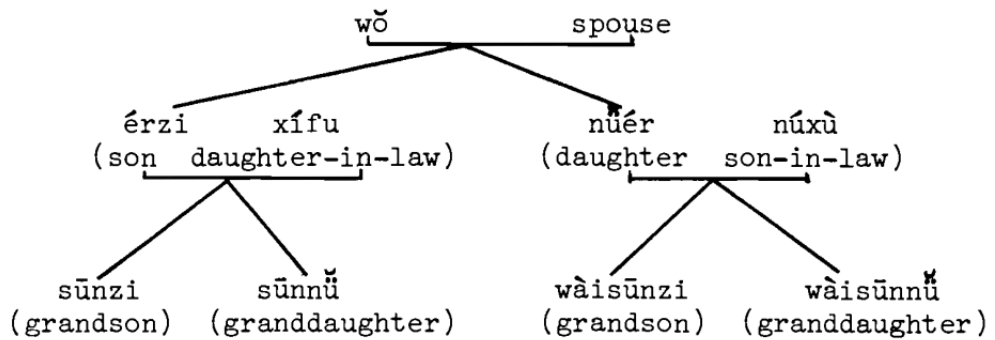 wǒ spouse
érzi xífu nǚér núxù
(son daughter-in-law) (daughter son-in-law)
sūnzi sūnnǚ wàisūnzi wàisūnnǚ
(grandson) (granddaughter) (grandson) (granddaughter)